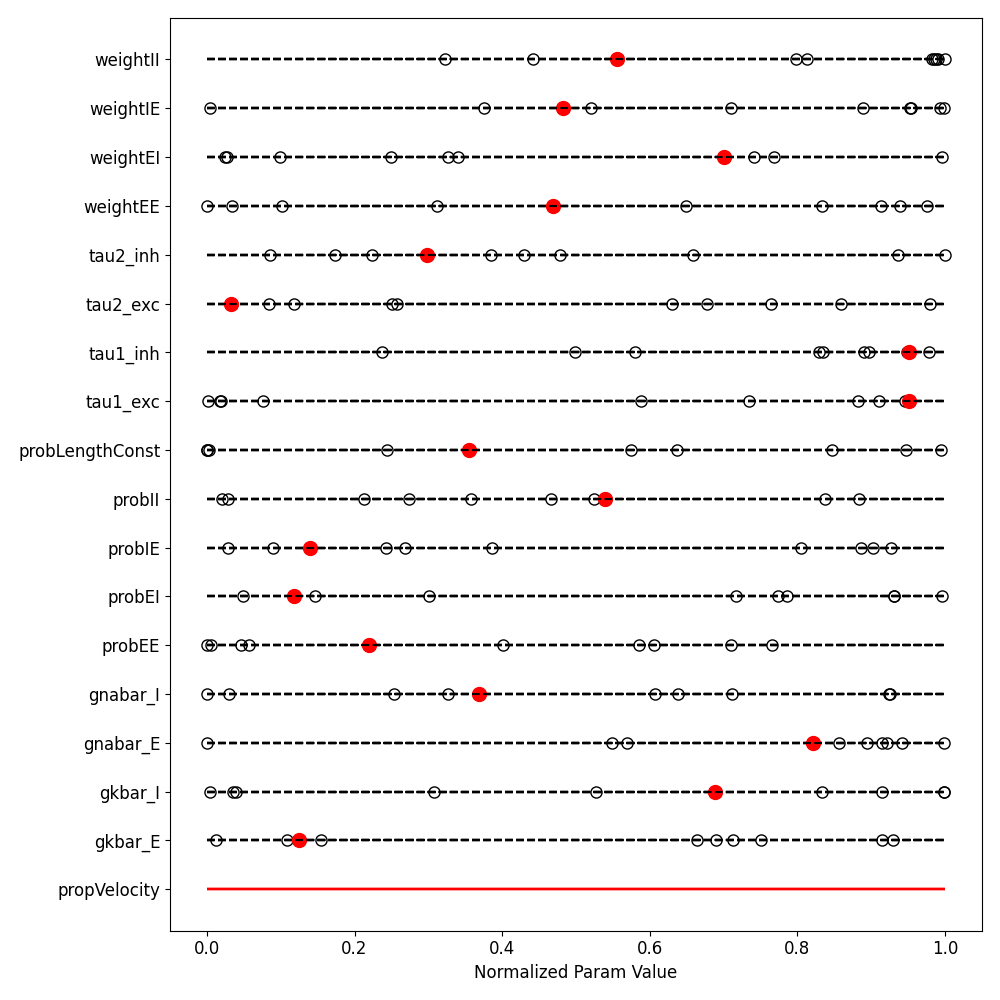 weightII
weightIE
weightEI
weightEE
tau2_inh
tau2_exc
tau1_inh
tau1_exc
probLengthConst
probII
probIE
probEI
probEE
gnabar_I
gnabar_E
gkbar_I
gkbar_E
propVelocity
0.0 0.2 0.4 0.6 0.8 1.0
Normalized Param Value